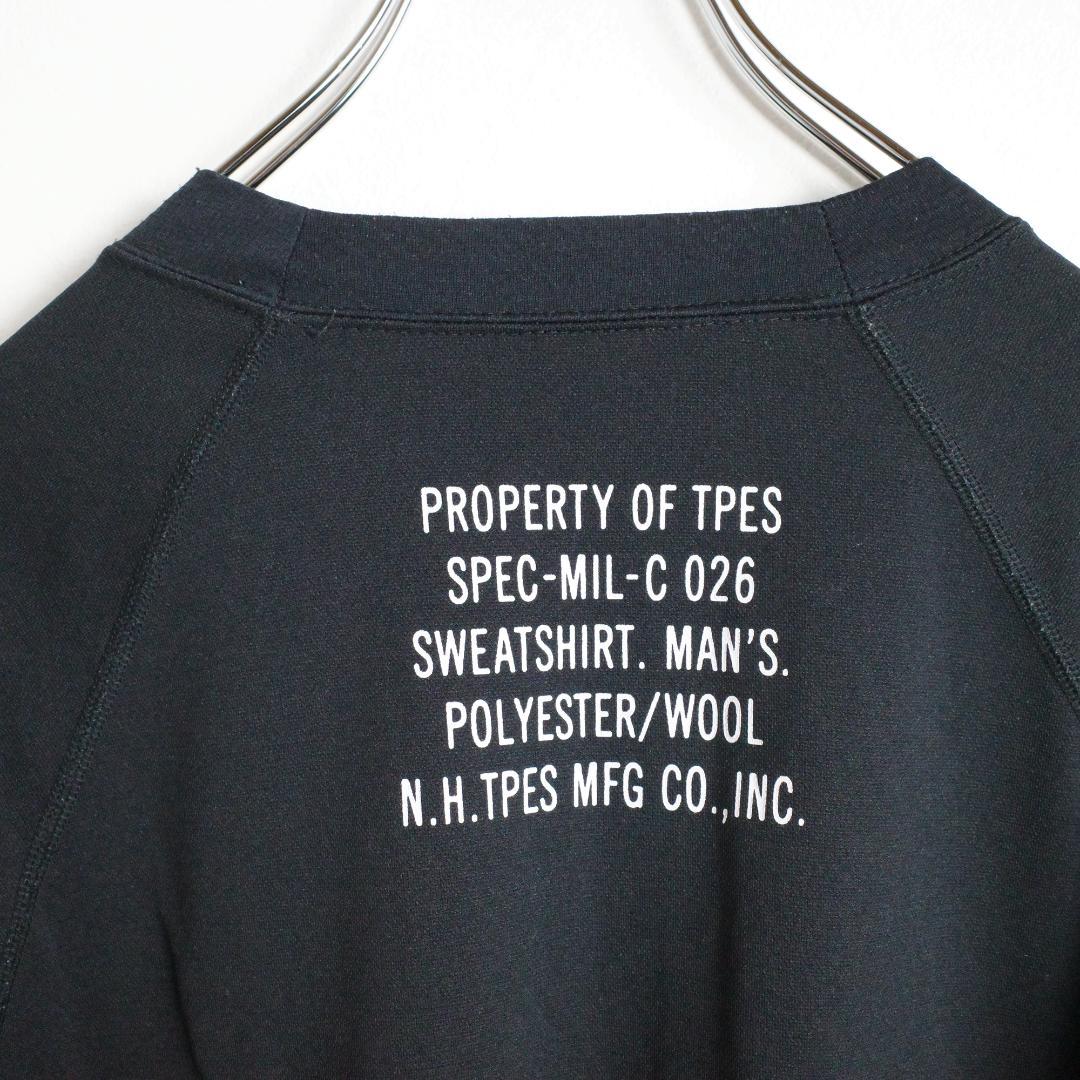 PROPERTY OF TPES
SPEC-MIL-C 026
SWEATSHIRT. MAN'S.
POLYESTER/WOOL
N.H.TPES MFG CO.,INC.